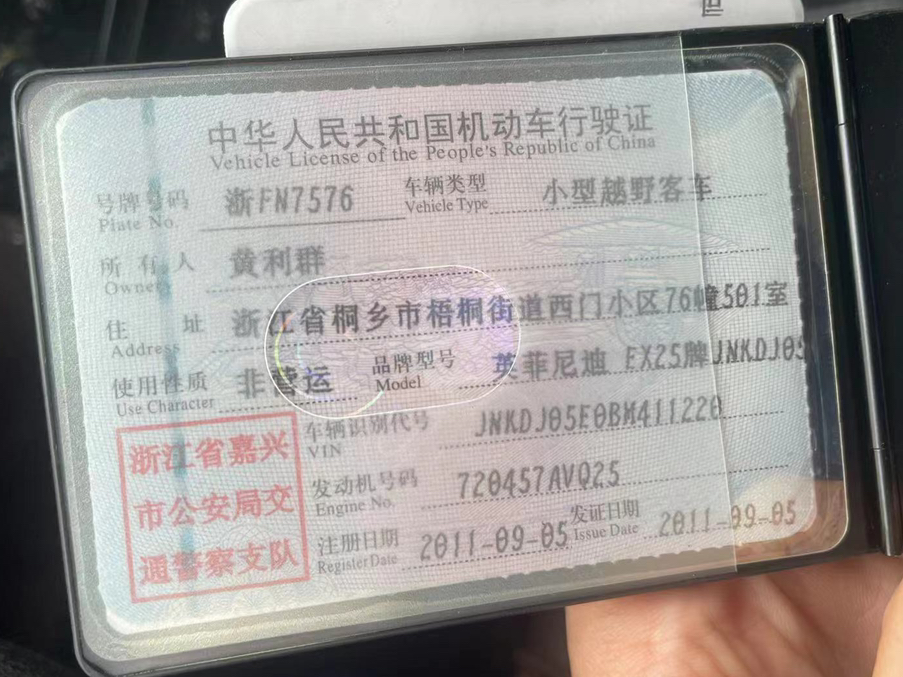 中华人民共和国机动车行驶证
Vehicle License of the People's Republic of China
号牌号码 浙FN7576 车辆类型 小型越野客车
Plate No. Vehicle Type
所有人 黄利群
Owner
住址 浙江省桐乡市梧桐街道西门小区76幢501室
Address
使用性质 非营运 品牌型号 英菲尼迪 FX25牌JNKDJ05
Use Character Model
车辆识别代号 JNKDJ05E0BM411220
VIN
发动机号码 720457AVQ25
Engine No.
注册日期 2011-09-05 发证日期 2011-09-05
Register Date Issue Date
浙江省嘉兴
市公安局交
通警察支队